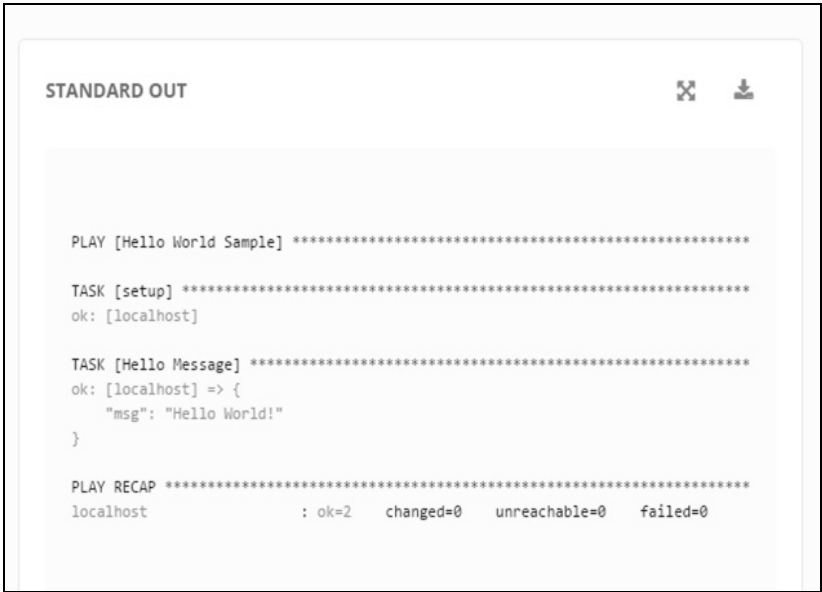 STANDARD OUT
PLAY [Hello World Sample] ******************************************************
TASK [setup] *******************************************************************
ok: [localhost]
TASK [Hello Message] ***********************************************************
ok: [localhost] => {
    "msg": "Hello World!"
}
PLAY RECAP *********************************************************************
localhost                  : ok=2    changed=0    unreachable=0    failed=0